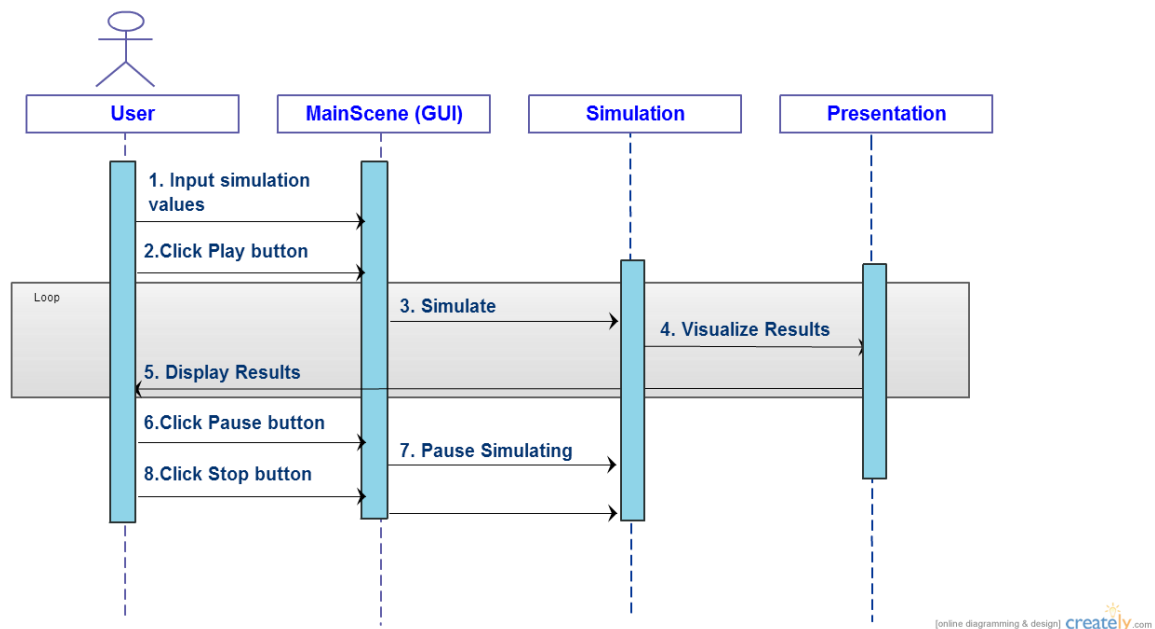 User
MainScene (GUI)
Simulation
Presentation
1. Input simulation
values
2.Click Play button
Loop
3. Simulate
4. Visualize Results
5. Display Results
6.Click Pause button
7. Pause Simulating
8.Click Stop button
[online diagramming & design] creately.com